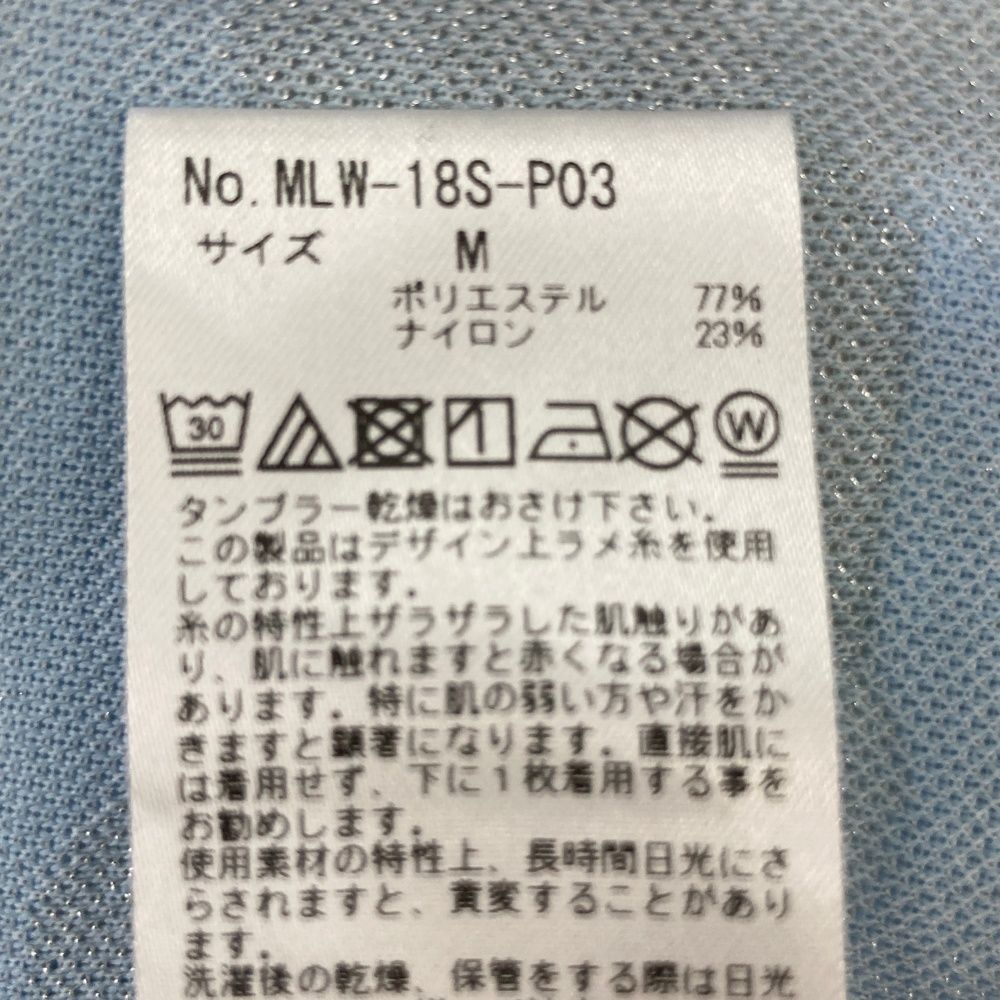 No. MLW-18S-P03
サイズ M
ポリエステル 77%
ナイロン 23%
30 W
タンブラー乾燥はおさけ下さい.
この製品はデザイン上ラメ糸を使用
しております.
糸の特性上ザラザラした肌触りがあ
り、肌に触れますと赤くなる場合が
あります. 特に肌の弱い方や汗をか
きますと顕著になります. 直接肌に
は着用せず、下に1枚着用する事を
お勧めします.
使用素材の特性上、長時間日光にさ
らされますと、黄変することがあり
ます.
洗濯後の乾燥、保管をする際は日光